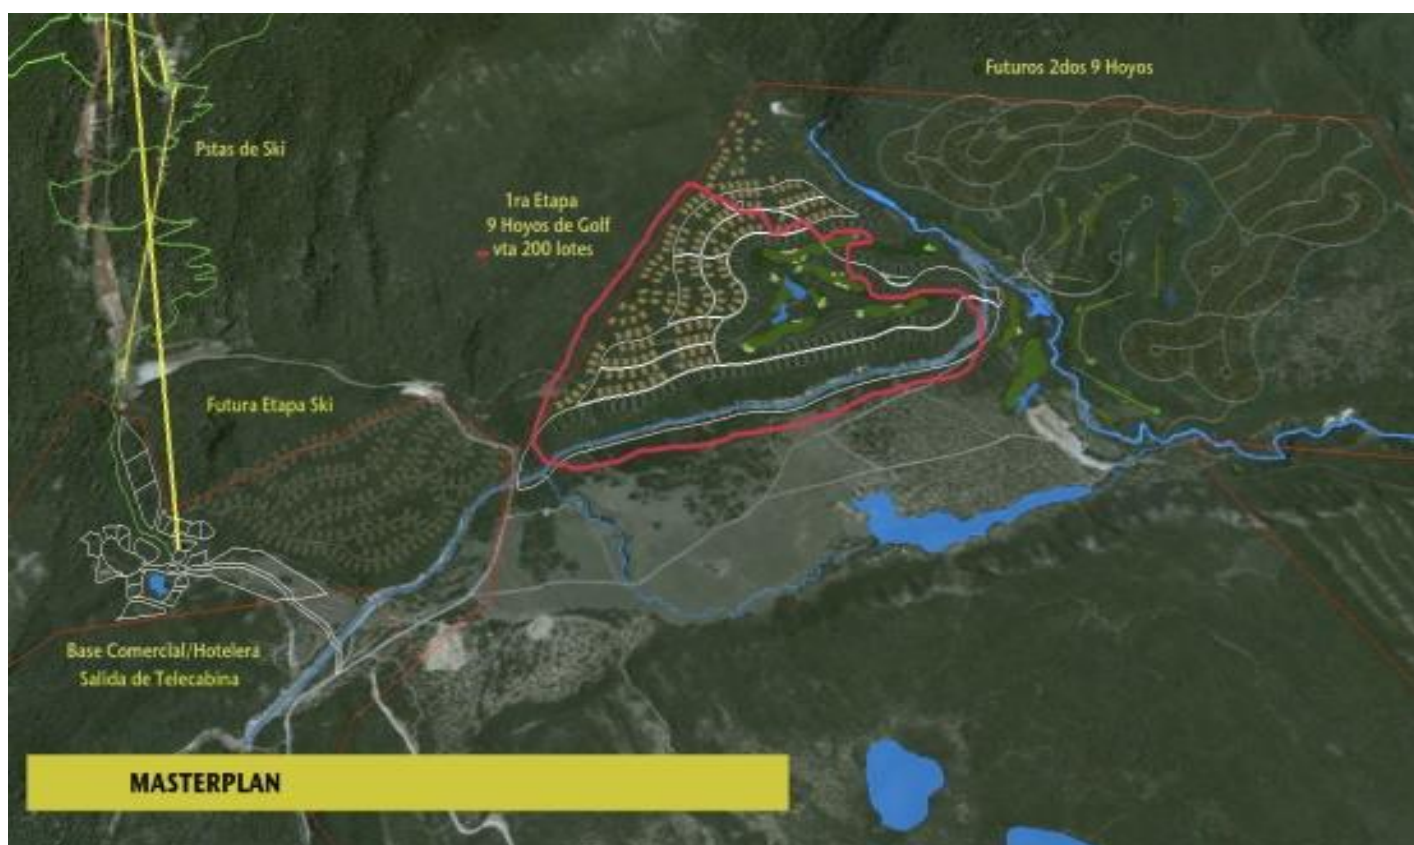 Futuros 2dos 9 Hoyos
Pstas de Ski
1ra Etapa
9 Hoyos de Golf
vta 200 lotes
Futura Etapa Ski
Base Comercial/Hotelera
Salida de Telecabina
MASTERPLAN